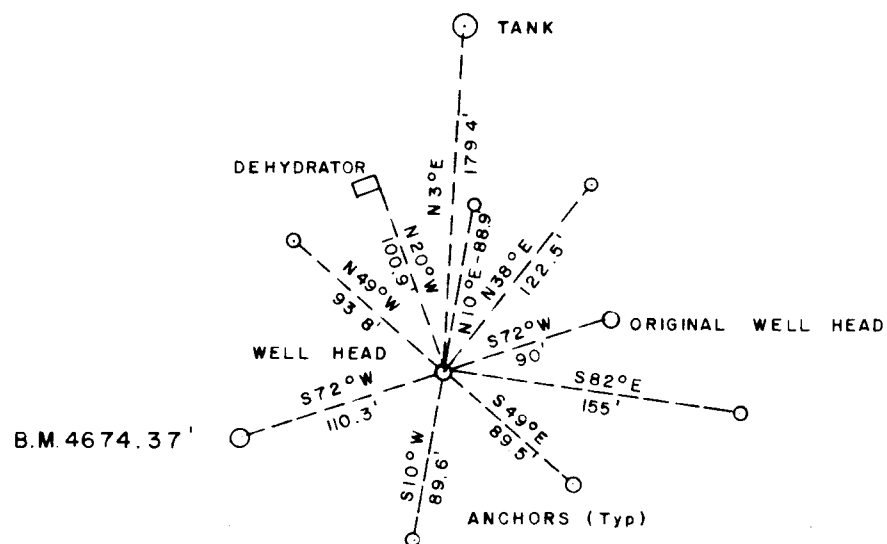 TANK
N3°E
179.4'
DEHYDRATOR
N20°W
100.9'
N10°E-88.9'
N38°E
122.5'
N49°W
93.8'
S72°W
90'
ORIGINAL WELL HEAD
WELL HEAD
S72°W
110.3'
S82°E
155'
S49°E
89.5'
B.M. 4674.37'
S10°W
89.6'
ANCHORS (Typ)